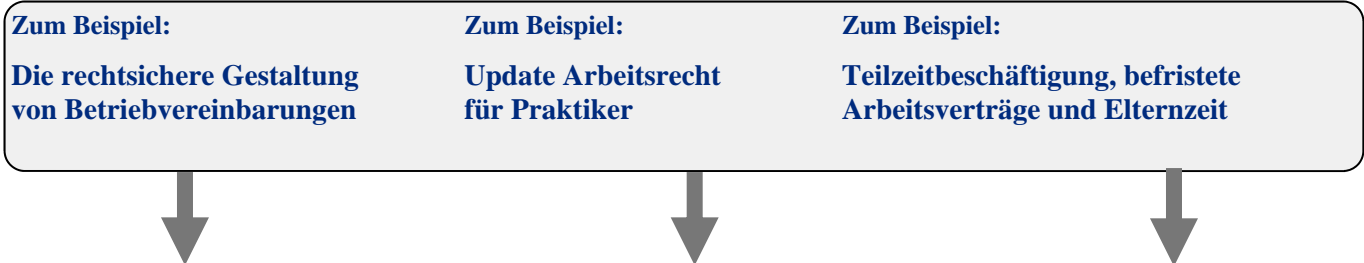 Zum Beispiel:
Die rechtsichere Gestaltung
von Betriebvereinbarungen
Zum Beispiel:
Update Arbeitsrecht
für Praktiker
Zum Beispiel:
Teilzeitbeschäftigung, befristete
Arbeitsverträge und Elternzeit